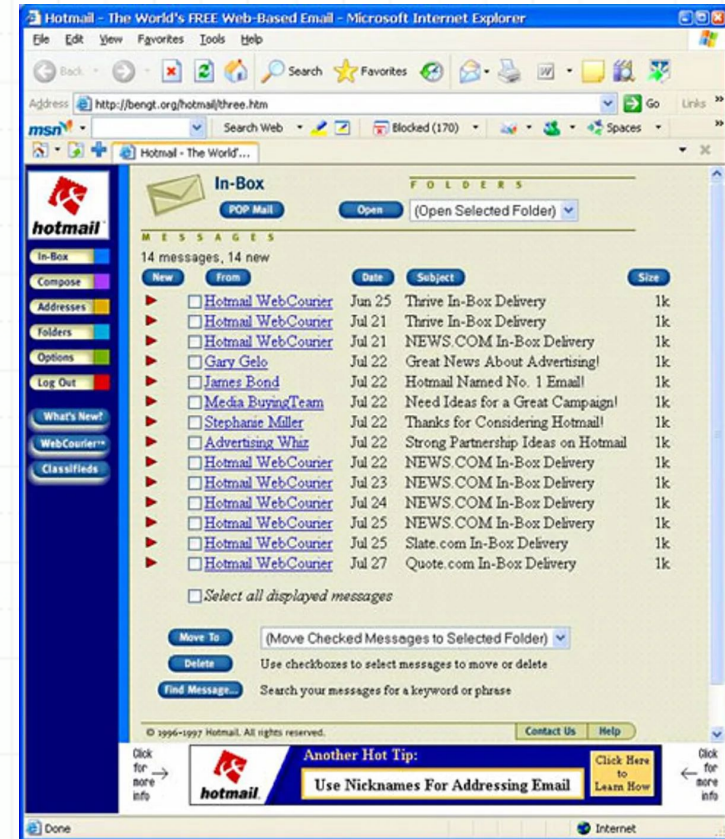 Hotmail - The World's FREE Web-Based Email - Microsoft Internet Explorer
File Edit View Favorites Tools Help
Back Search Favorites
Address http://bengt.org/hotmail/three.htm Go Links »
msn Search Web Blocked (170) Spaces »
Hotmail - The World'...
hotmail
In-Box
Compose
Addresses
Folders
Options
Log Out
What's New?
WebCourier™
Classifieds
In-Box FOLDERS
POP Mail Open (Open Selected Folder)
MESSAGES
14 messages, 14 new
New From Date Subject Size
Hotmail WebCourier Jun 25 Thrive In-Box Delivery 1k
Hotmail WebCourier Jul 21 Thrive In-Box Delivery 1k
Hotmail WebCourier Jul 21 NEWS.COM In-Box Delivery 1k
Gary Gelo Jul 22 Great News About Advertising! 1k
James Bond Jul 22 Hotmail Named No. 1 Email! 1k
Media BuyingTeam Jul 22 Need Ideas for a Great Campaign! 1k
Stephanie Miller Jul 22 Thanks for Considering Hotmail! 1k
Advertising Whiz Jul 22 Strong Partnership Ideas on Hotmail 1k
Hotmail WebCourier Jul 22 NEWS.COM In-Box Delivery 1k
Hotmail WebCourier Jul 23 NEWS.COM In-Box Delivery 1k
Hotmail WebCourier Jul 24 NEWS.COM In-Box Delivery 1k
Hotmail WebCourier Jul 25 NEWS.COM In-Box Delivery 1k
Hotmail WebCourier Jul 25 Slate.com In-Box Delivery 1k
Hotmail WebCourier Jul 27 Quote.com In-Box Delivery 1k
Select all displayed messages
Move To (Move Checked Messages to Selected Folder)
Delete Use checkboxes to select messages to move or delete
Find Message... Search your messages for a keyword or phrase
© 1996-1997 Hotmail. All rights reserved. Contact Us Help
Click
for
more
info
hotmail.
Another Hot Tip:
Use Nicknames For Addressing Email
Click Here
to
Learn How
Click
for
more
info
Done Internet